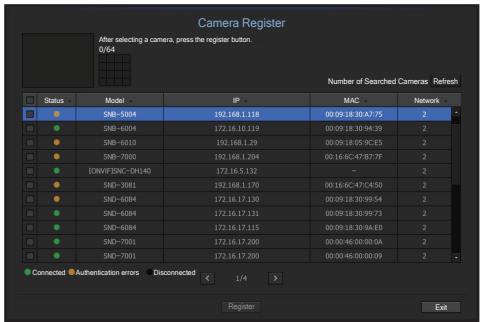 Camera Register
After selecting a camera, press the register button.
0/64
Number of Searched Cameras Refresh
Status Model IP MAC Network
SNB-5004 192.168.1.118 00:09:18:30:A7:75 2
SNB-6004 172.16.10.119 00:09:18:30:94:39 2
SNB-6010 192.168.1.29 00:09:18:05:9C:E5 2
SNB-7000 192.168.1.204 00:16:6C:47:B7:7F 2
[ONVIF]SNC-DH140 172.16.5.132 – 2
SND-3081 192.168.1.170 00:16:6C:47:C4:50 2
SND-6084 172.16.17.130 00:09:18:30:99:54 2
SND-6084 172.16.17.131 00:09:18:30:99:73 2
SND-6084 172.16.17.115 00:09:18:30:9A:E0 2
SND-7001 172.16.17.200 00:00:46:00:00:0A 2
SND-7001 172.16.17.200 00:00:46:00:00:09 2
Connected Authentication errors Disconnected
< 1/4 >
Register Exit